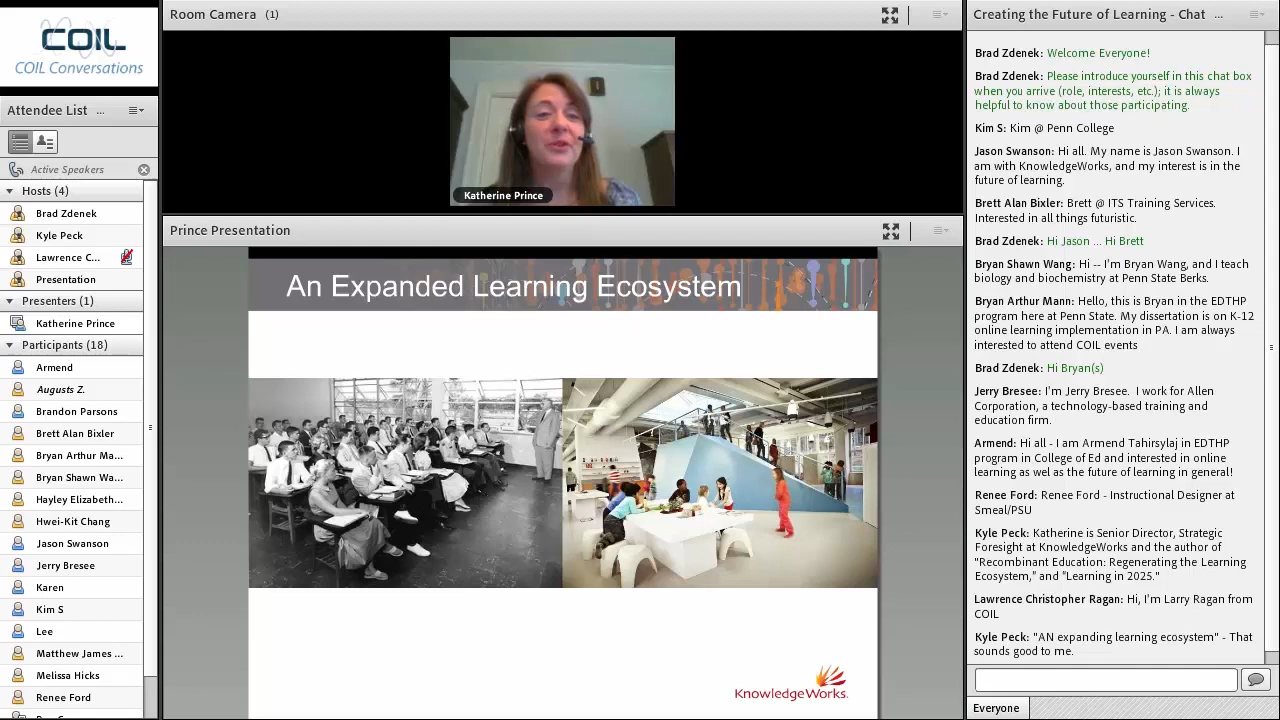 COIL
COIL Conversations
Attendee List ...
Active Speakers
Hosts (4)
Brad Zdenek
Kyle Peck
Lawrence C...
Presentation
Presenters (1)
Katherine Prince
Participants (18)
Armend
Augusts Z.
Brandon Parsons
Brett Alan Bixler
Bryan Arthur Ma...
Bryan Shawn Wa...
Hayley Elizabeth...
Hwei-Kit Chang
Jason Swanson
Jerry Bresee
Karen
Kim S
Lee
Matthew James ...
Melissa Hicks
Renee Ford
Room Camera (1)
Katherine Prince
Prince Presentation
An Expanded Learning Ecosystem
KnowledgeWorks.
Creating the Future of Learning - Chat ...
Brad Zdenek: Welcome Everyone!
Brad Zdenek: Please introduce yourself in this chat box
when you arrive (role, interests, etc.); it is always
helpful to know about those participating.
Kim S: Kim @ Penn College
Jason Swanson: Hi all. My name is Jason Swanson. I
am with KnowledgeWorks, and my interest is in the
future of learning.
Brett Alan Bixler: Brett @ ITS Training Services.
Interested in all things futuristic.
Brad Zdenek: Hi Jason ... Hi Brett
Bryan Shawn Wang: Hi -- I'm Bryan Wang, and I teach
biology and biochemistry at Penn State Berks.
Bryan Arthur Mann: Hello, this is Bryan in the EDTHP
program here at Penn State. My dissertation is on K-12
online learning implementation in PA. I am always
interested to attend COIL events
Brad Zdenek: Hi Bryan(s)
Jerry Bresee: I'm Jerry Bresee. I work for Allen
Corporation, a technology-based training and
education firm.
Armend: Hi all - I am Armend Tahirsylaj in EDTHP
program in College of Ed and interested in online
learning as wel as the future of learning in general!
Renee Ford: Renee Ford - Instructional Designer at
Smeal/PSU
Kyle Peck: Katherine is Senior Director, Strategic
Foresight at KnowledgeWorks and the author of
"Recombinant Education: Regenerating the Learning
Ecosystem," and "Learning in 2025."
Lawrence Christopher Ragan: Hi, I'm Larry Ragan from
COIL
Kyle Peck: "AN expanding learning ecosystem" - That
sounds good to me.
Everyone